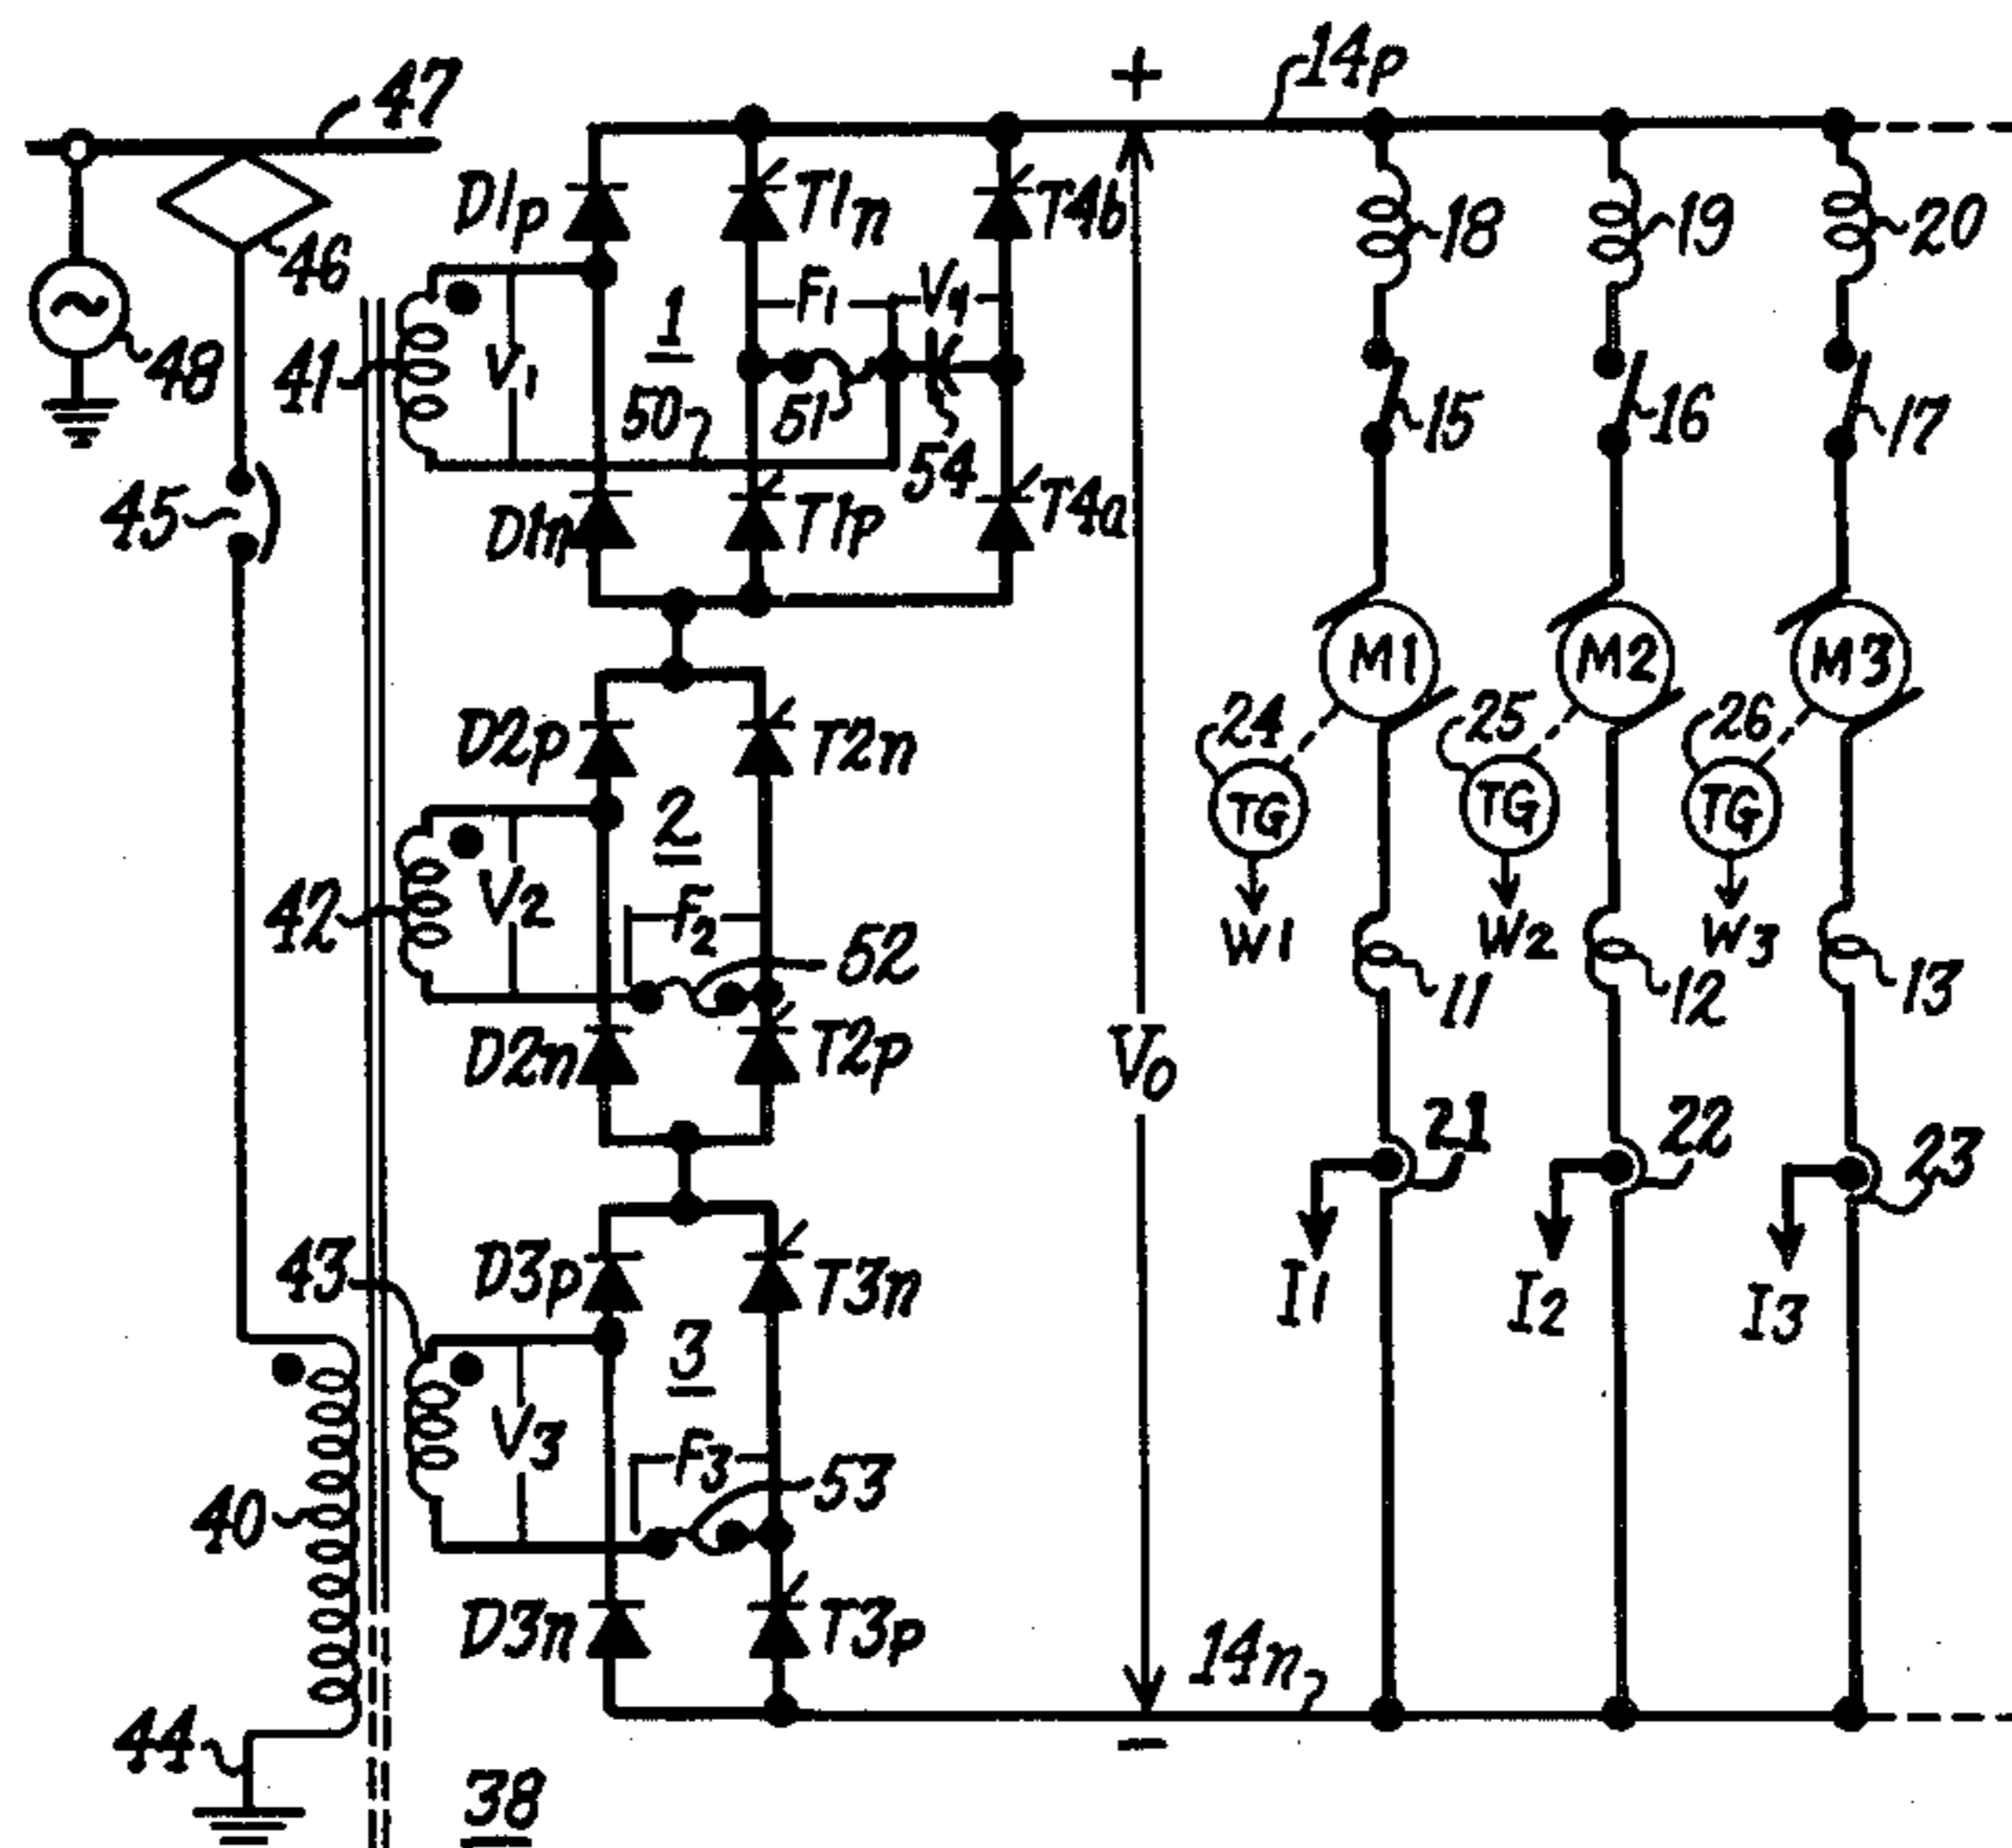 47
+
14p
D1p
T1n
T4b
46
18
19
20
48
41
V1
1
F1
V4
50
51
54
15
16
17
45
D1n
T1p
T4a
M1
M2
M3
24
25
26
D2p
T2n
TG
TG
TG
2
42
V2
F2
52
W1
W2
W3
11
12
13
D2n
T2p
V0
21
22
23
43
D3p
T3n
I1
I2
I3
3
V3
F3
53
40
D3n
T3p
14n
44
−
38